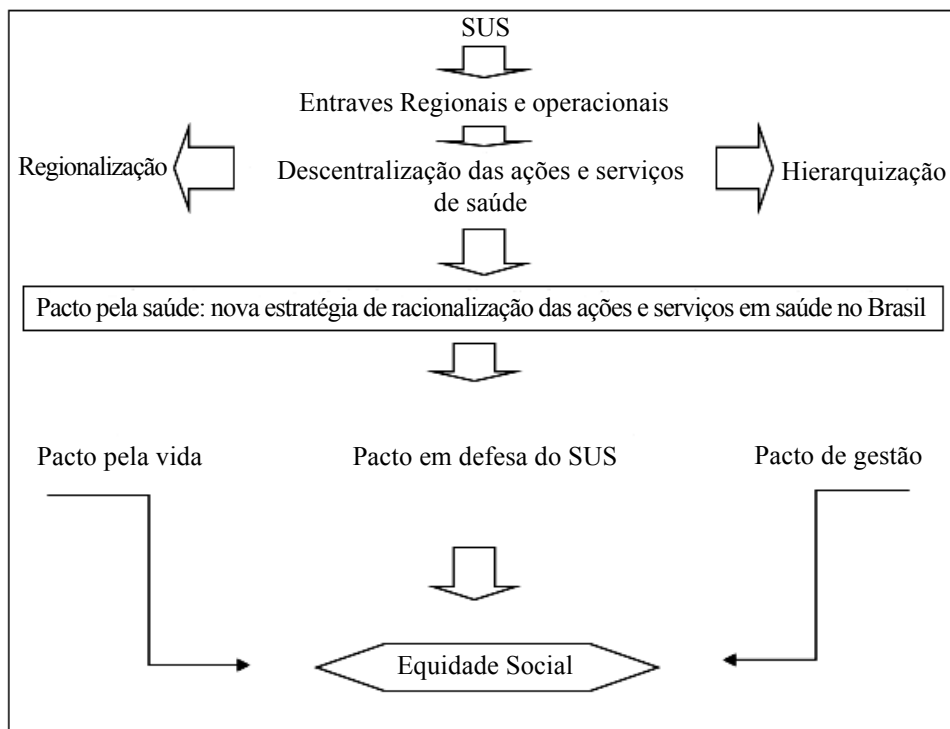 SUS
Entraves Regionais e operacionais
Regionalização
Descentralização das ações e serviços
de saúde
Hierarquização
Pacto pela saúde: nova estratégia de racionalização das ações e serviços em saúde no Brasil
Pacto pela vida
Pacto em defesa do SUS
Pacto de gestão
Equidade Social